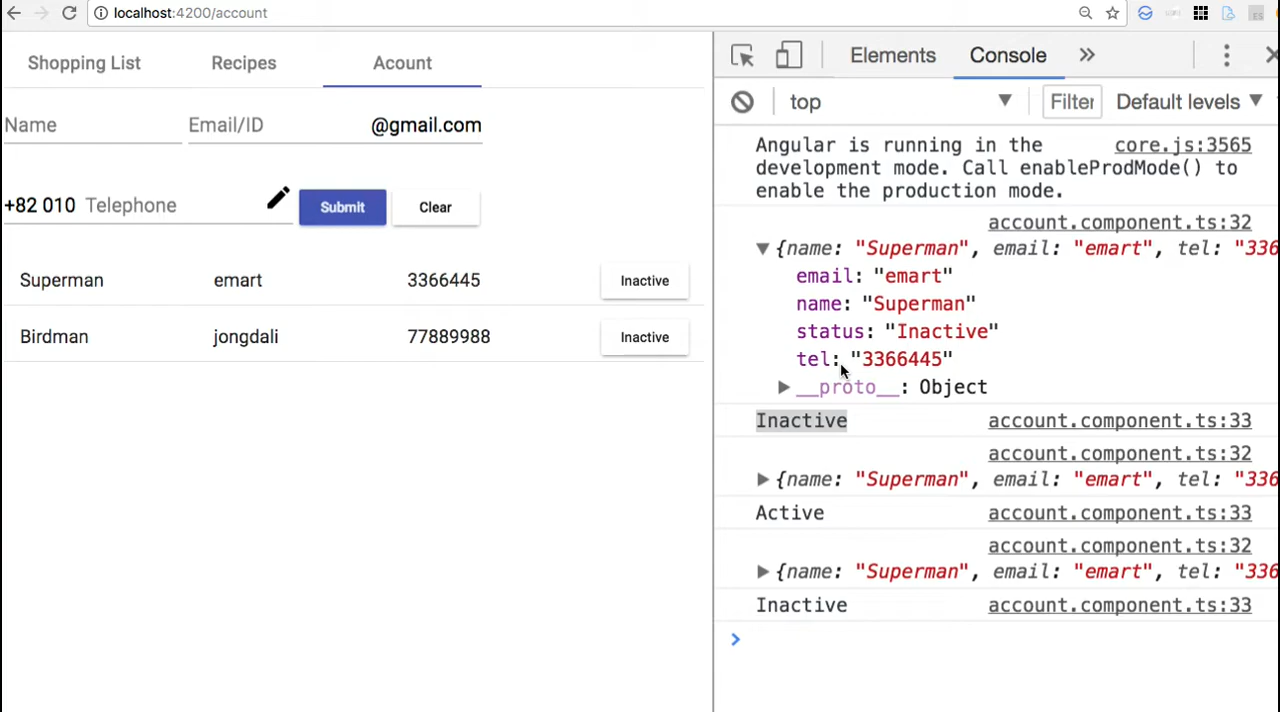 localhost:4200/account
Shopping List Recipes Acount
Name Email/ID @gmail.com
+82 010 Telephone Submit Clear
Superman emart 3366445 Inactive
Birdman jongdali 77889988 Inactive
Elements Console »
top Filter Default levels
Angular is running in the core.js:3565
development mode. Call enableProdMode() to
enable the production mode.
account.component.ts:32
{name: "Superman", email: "emart", tel: "336
email: "emart"
name: "Superman"
status: "Inactive"
tel: "3366445"
__proto__: Object
Inactive account.component.ts:33
account.component.ts:32
{name: "Superman", email: "emart", tel: "336
Active account.component.ts:33
account.component.ts:32
{name: "Superman", email: "emart", tel: "336
Inactive account.component.ts:33